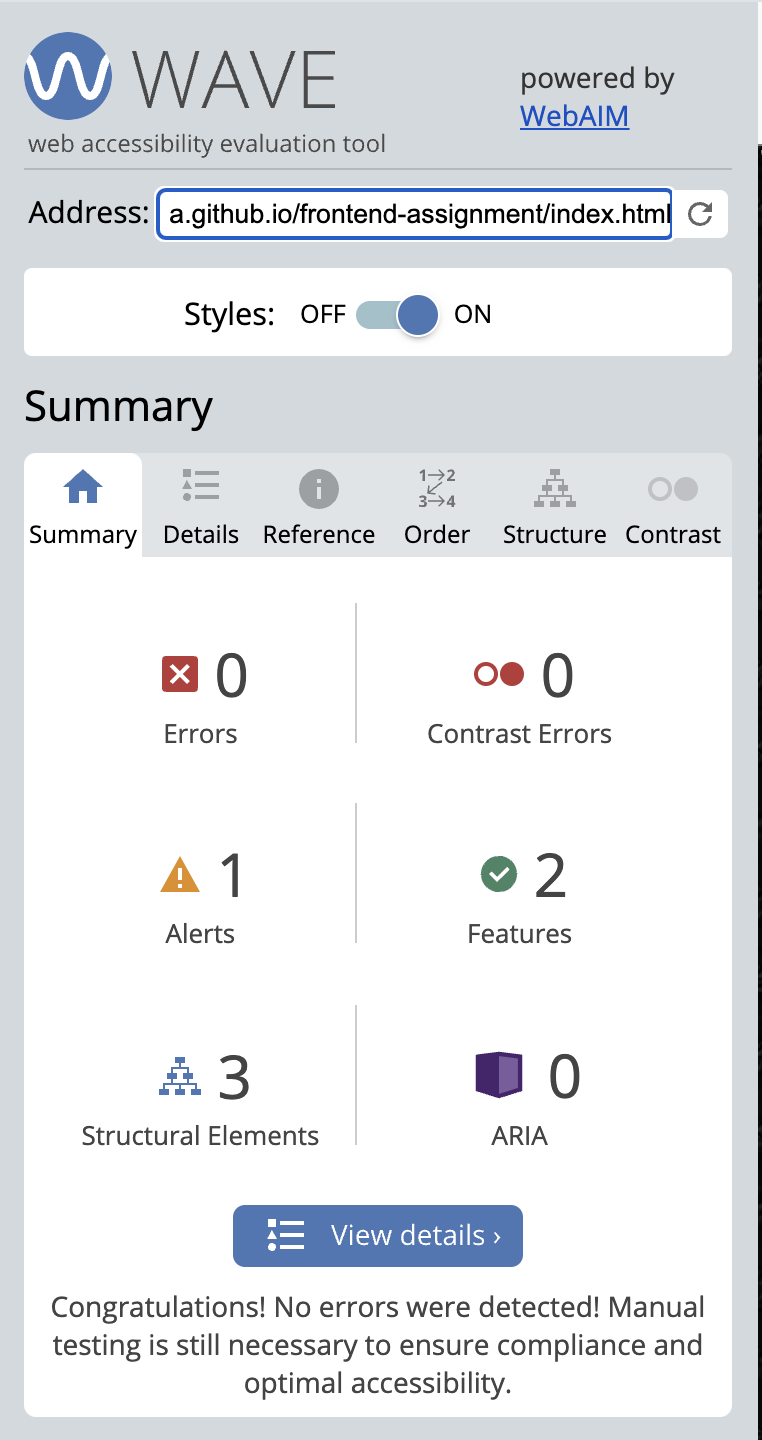 WAVE
powered by
WebAIM
web accessibility evaluation tool
Address: a.github.io/frontend-assignment/index.html
Styles: OFF ON
Summary
1 2
3 4
Summary Details Reference Order Structure Contrast
0 0
Errors Contrast Errors
1 2
Alerts Features
3 0
Structural Elements ARIA
View details ›
Congratulations! No errors were detected! Manual
testing is still necessary to ensure compliance and
optimal accessibility.